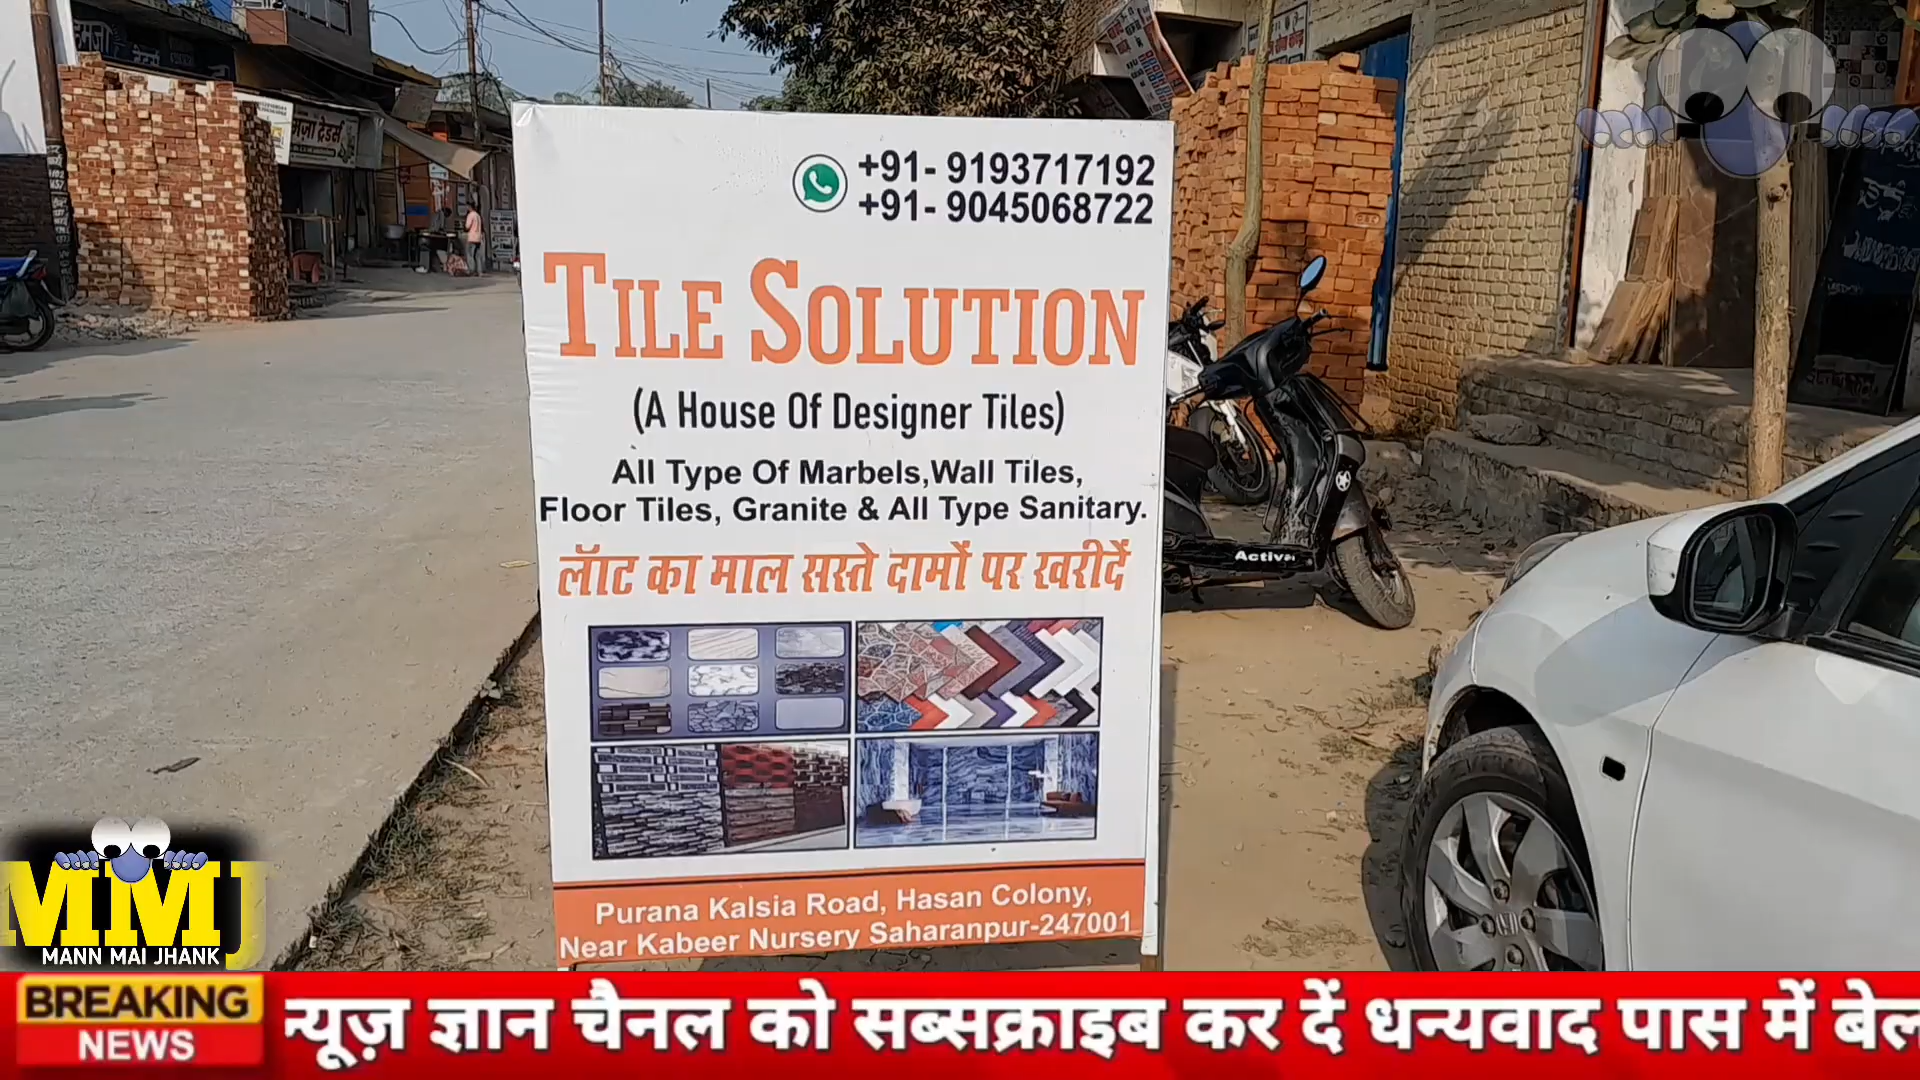 +91- 9193717192
+91- 9045068722
TILE SOLUTION
(A House Of Designer Tiles)
All Type Of Marbels,Wall Tiles,
Floor Tiles, Granite & All Type Sanitary.
लॅाट का माल सस्ते दामों पर खरीदें
Purana Kalsia Road, Hasan Colony,
Near Kabeer Nursery Saharanpur-247001
Activa
MMJ
MANN MAI JHANK
BREAKING
NEWS
न्यूज़ ज्ञान चैनल को सब्सक्राइब कर दें धन्यवाद पास में बेल